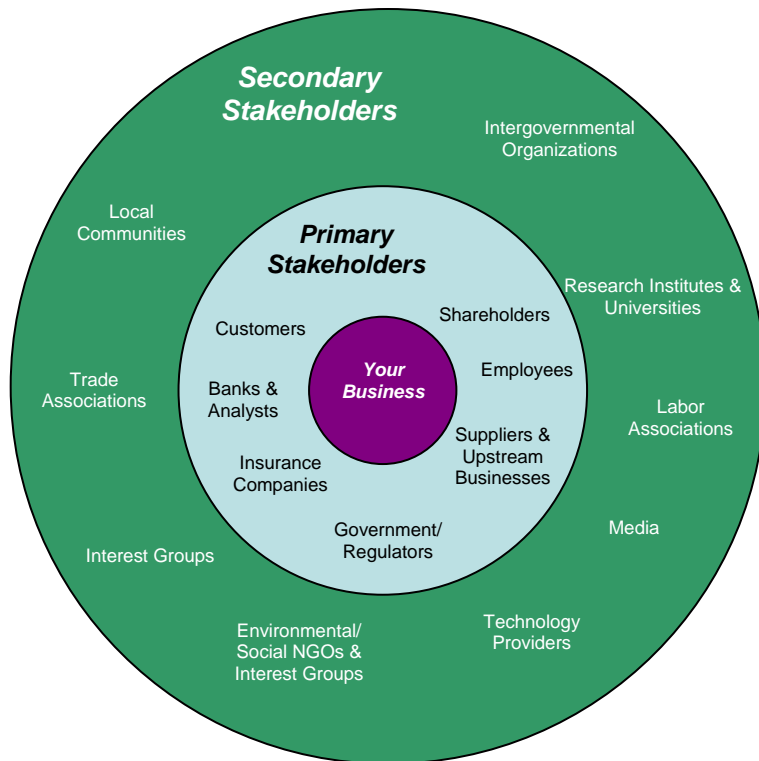 Secondary
Stakeholders
Intergovernmental
Organizations
Local
Communities
Primary
Stakeholders
Research Institutes &
Universities
Shareholders
Customers
Your
Business
Employees
Trade
Associations
Banks &
Analysts
Labor
Associations
Suppliers &
Upstream
Businesses
Insurance
Companies
Government/
Regulators
Media
Interest Groups
Technology
Providers
Environmental/
Social NGOs &
Interest Groups